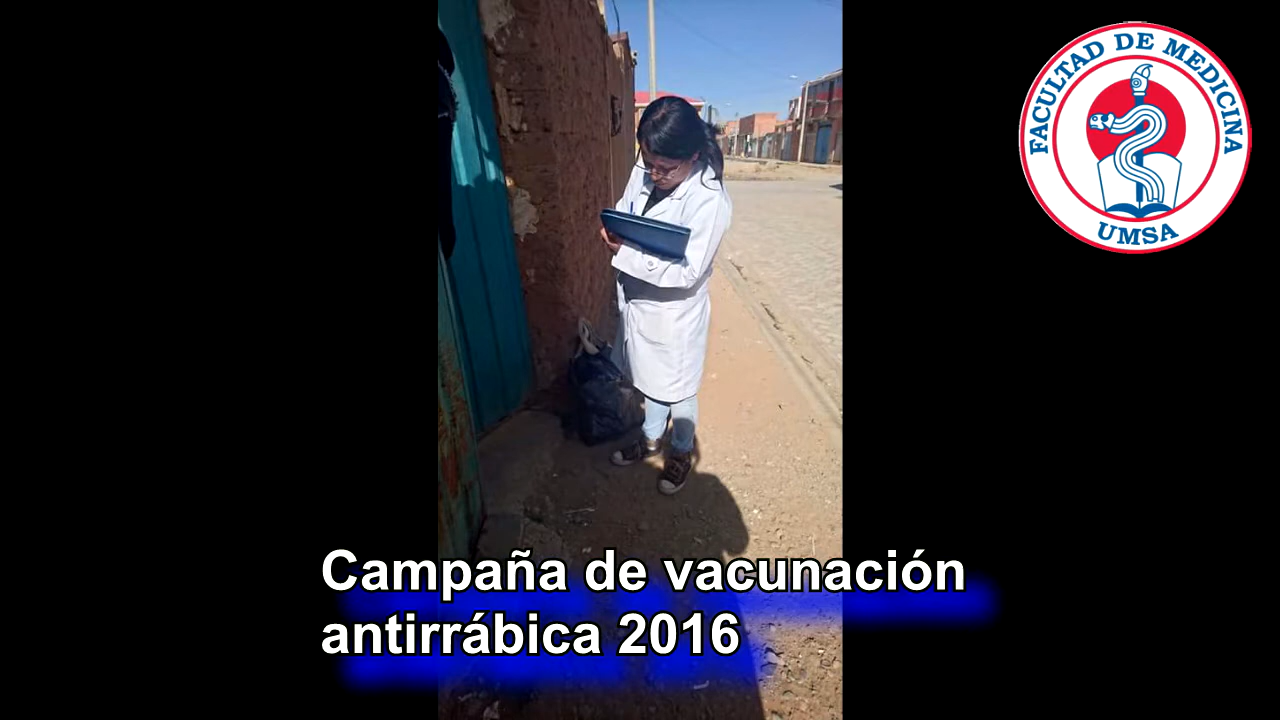 FACULTAD DE MEDICINA
UMSA
Campaña de vacunación
antirrábica 2016